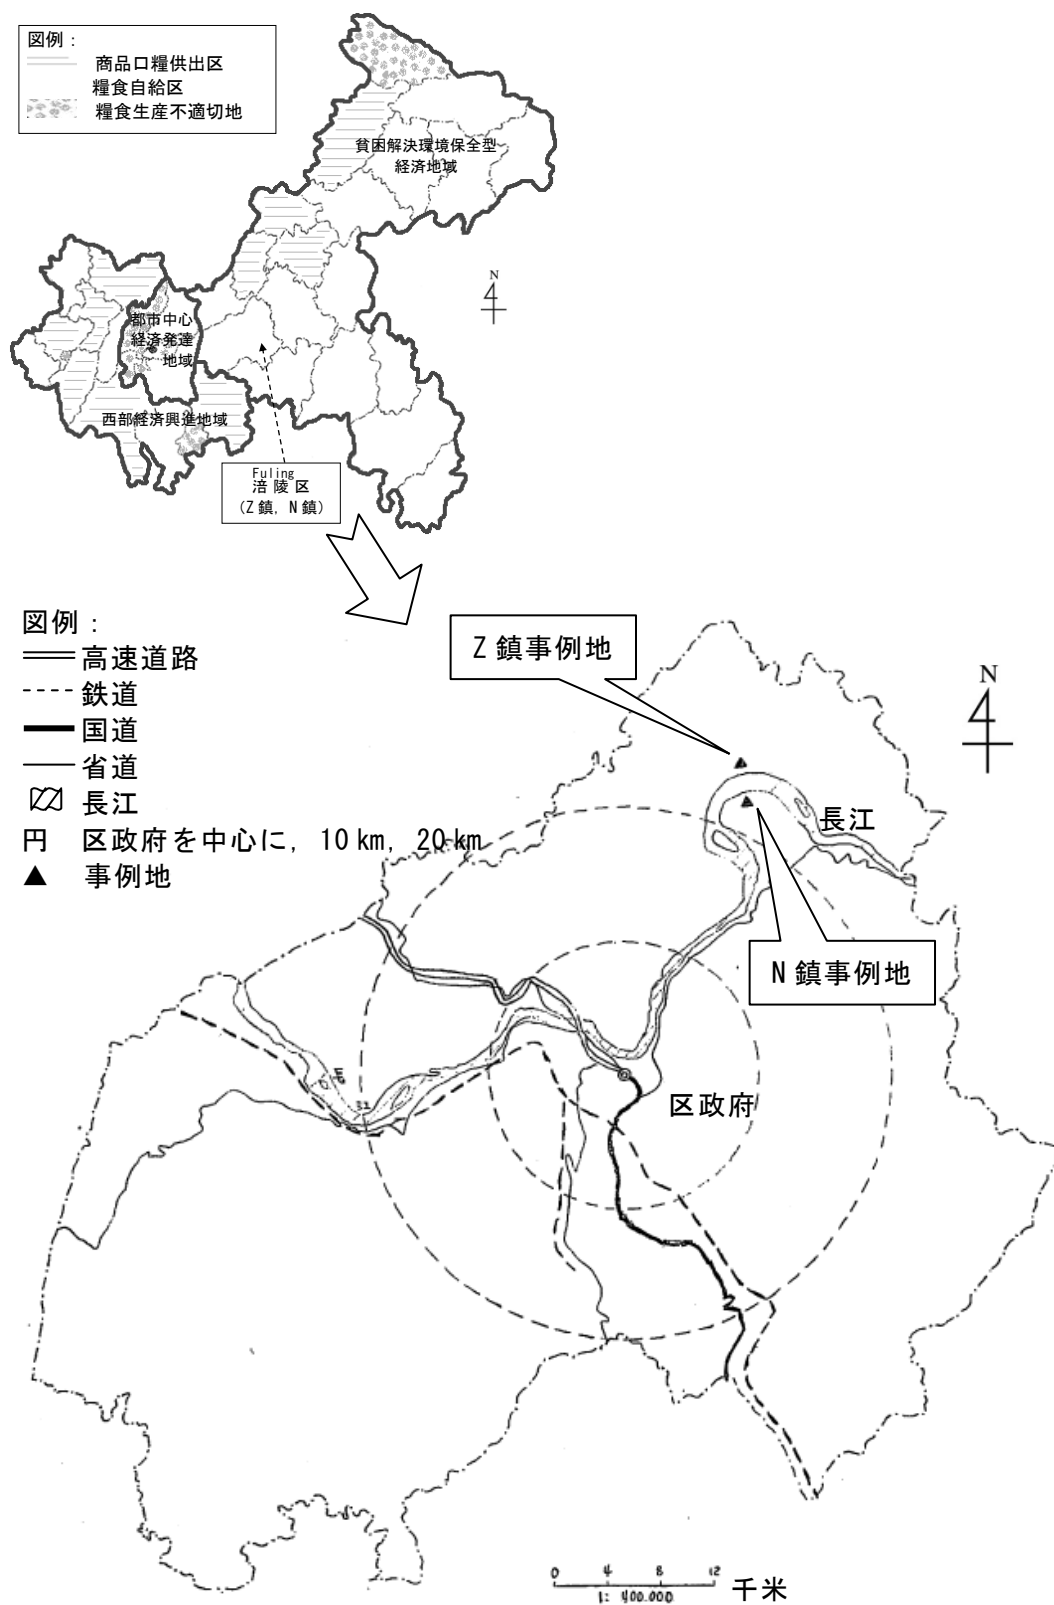 図例：
商品口糧供出区
糧食自給区
糧食生産不適切地
貧困解決環境保全型
経済地域
N
都市中心
経済発達
地域
西部経済興進地域
Fuling
涪陵区
（Z鎮，N鎮）
図例：
高速道路
鉄道
国道
省道
長江
円 区政府を中心に，10 km，20 km
▲ 事例地
Z 鎮事例地
N
長江
N 鎮事例地
区政府
0 4 8 12
千米
1: 400.000